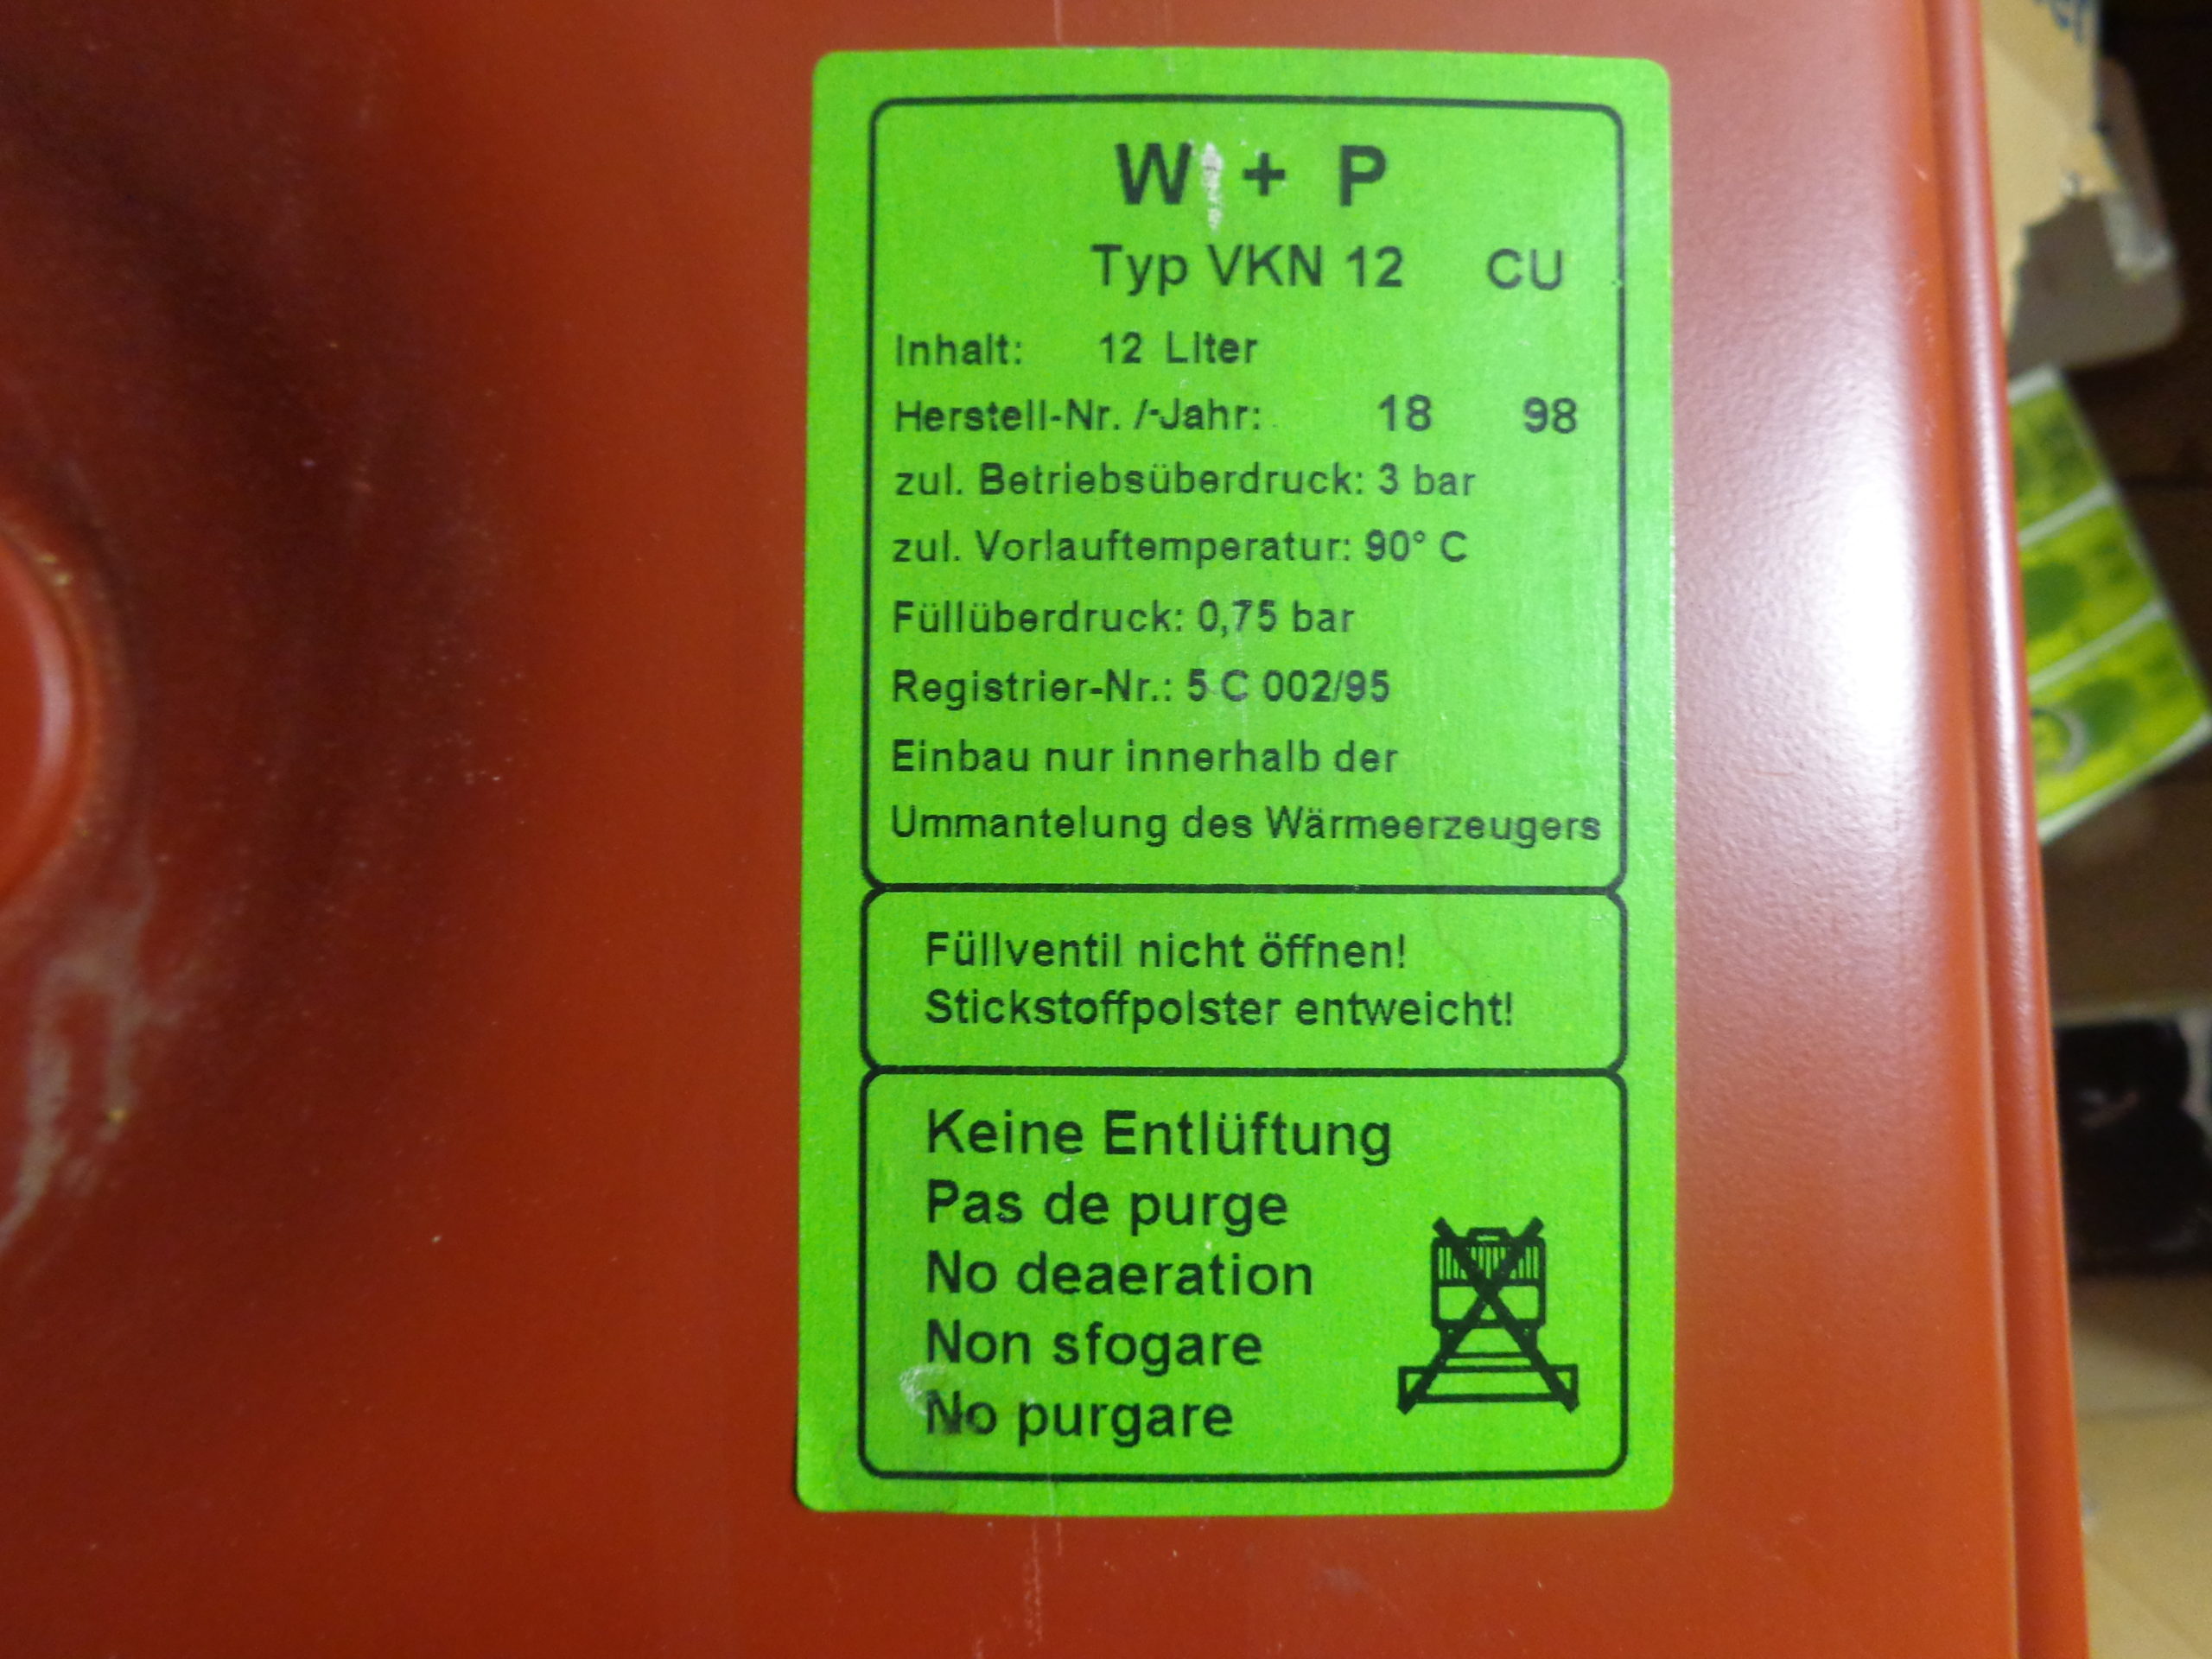 W + P
Typ VKN 12 CU
Inhalt: 12 Liter
Herstell-Nr. /-Jahr: 18 98
zul. Betriebsüberdruck: 3 bar
zul. Vorlauftemperatur: 90° C
Füllüberdruck: 0,75 bar
Registrier-Nr.: 5 C 002/95
Einbau nur innerhalb der
Ummantelung des Wärmeerzeugers
Füllventil nicht öffnen!
Stickstoffpolster entweicht!
Keine Entlüftung
Pas de purge
No deaeration
Non sfogare
No purgare